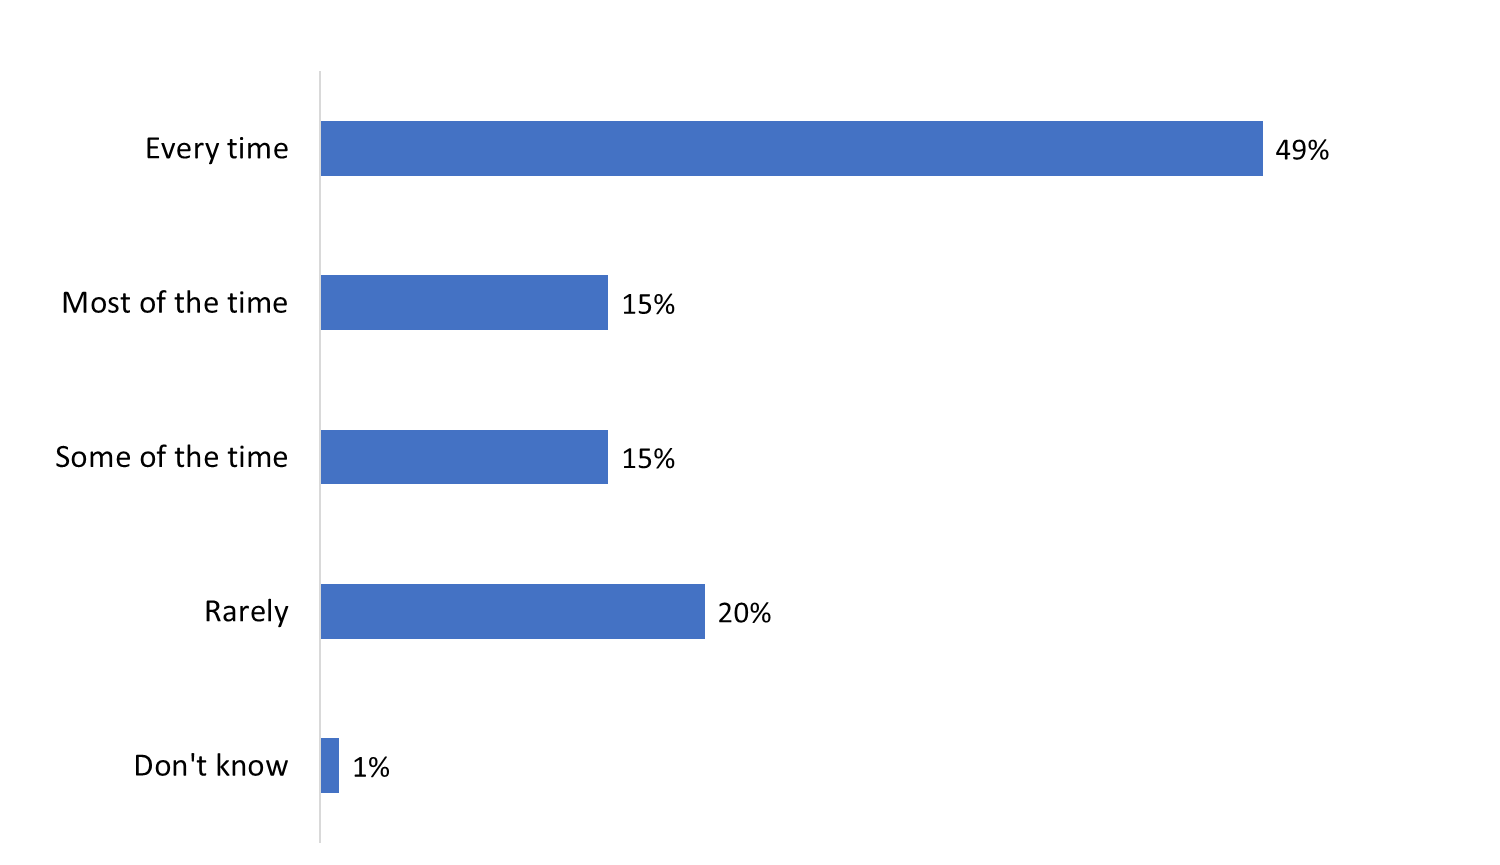 Every time 49%
Most of the time 15%
Some of the time 15%
Rarely 20%
Don't know 1%